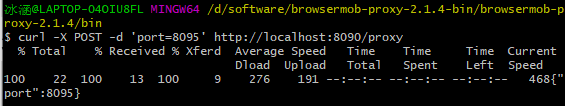 冰涵@LAPTOP-O4OIU8FL MINGW64 /d/software/browsermob-proxy-2.1.4-bin/browsermob-p
roxy-2.1.4/bin
$ curl -X POST -d 'port=8095' http://localhost:8090/proxy
% Total % Received % Xferd Average Speed Time Time Time Current
Dload Upload Total Spent Left Speed
100 22 100 13 100 9 276 191 --:--:-- --:--:-- --:--:-- 468{"
port":8095}